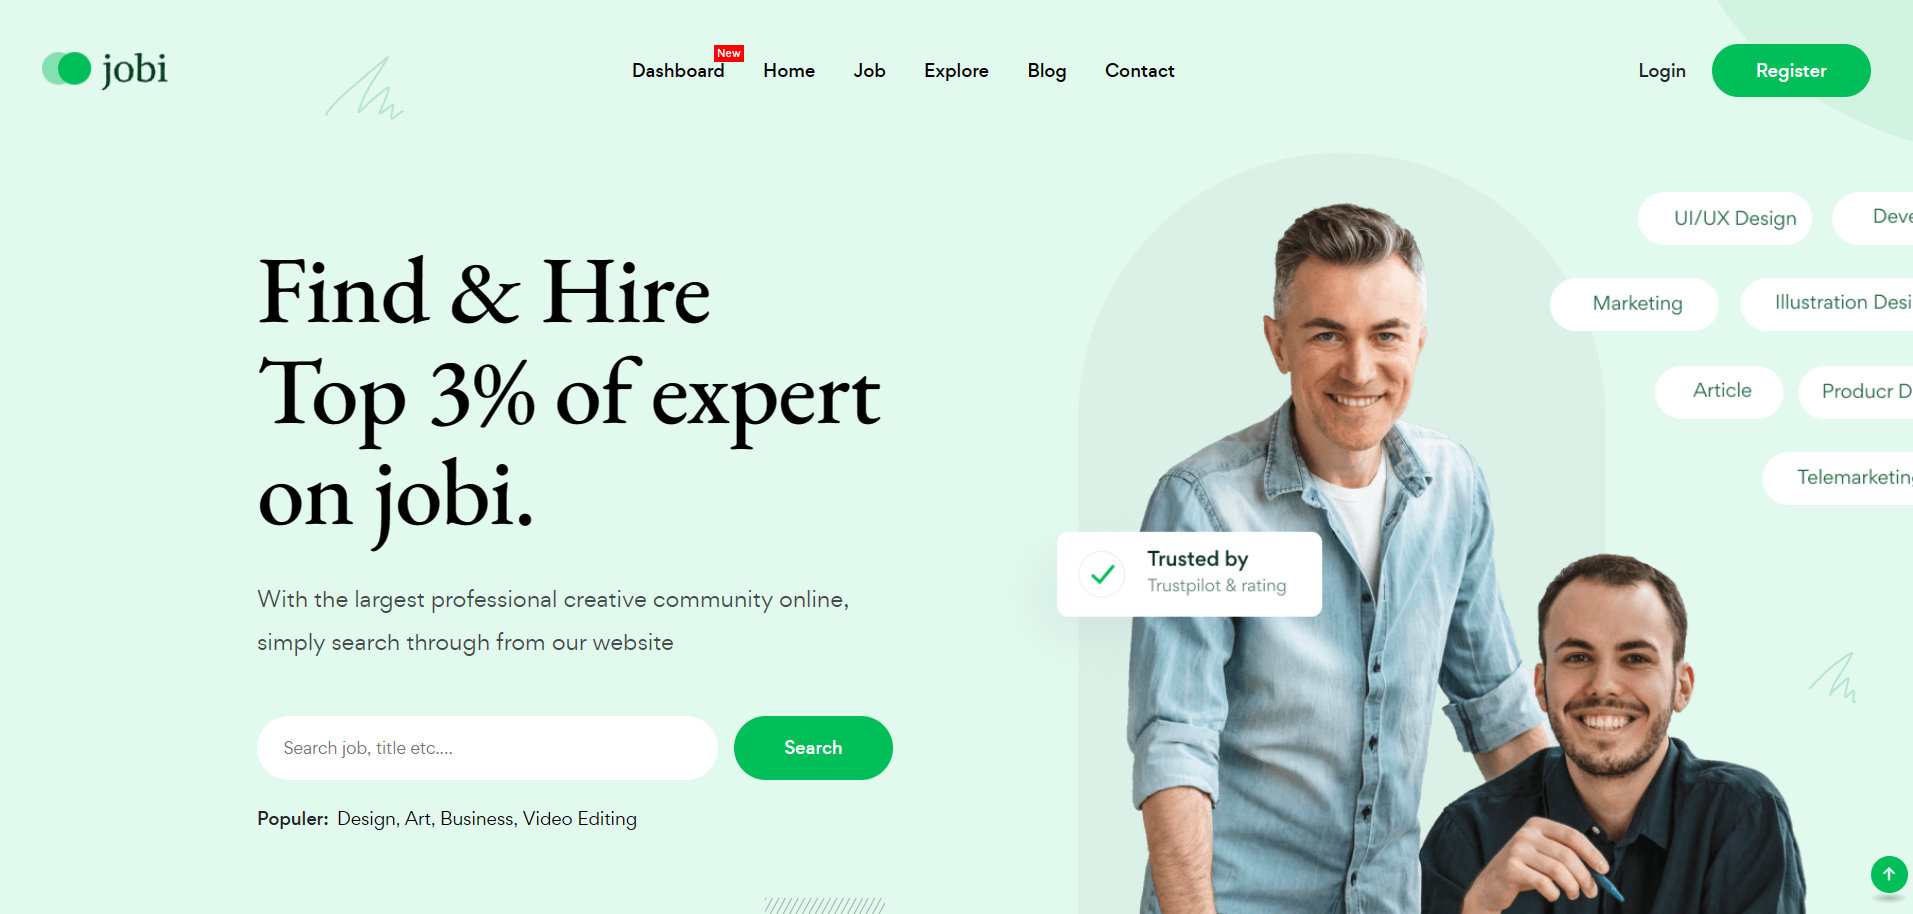 jobi
Dashboard
New
Home
Job
Explore
Blog
Contact
Login
Register
Find & Hire
Top 3% of expert
on jobi.
With the largest professional creative community online,
simply search through from our website
Search job, title etc....
Search
Populer: Design, Art, Business, Video Editing
UI/UX Design
Deve
Marketing
Illustration Desi
Article
Producr D
Telemarketing
Trusted by
Trustpilot & rating